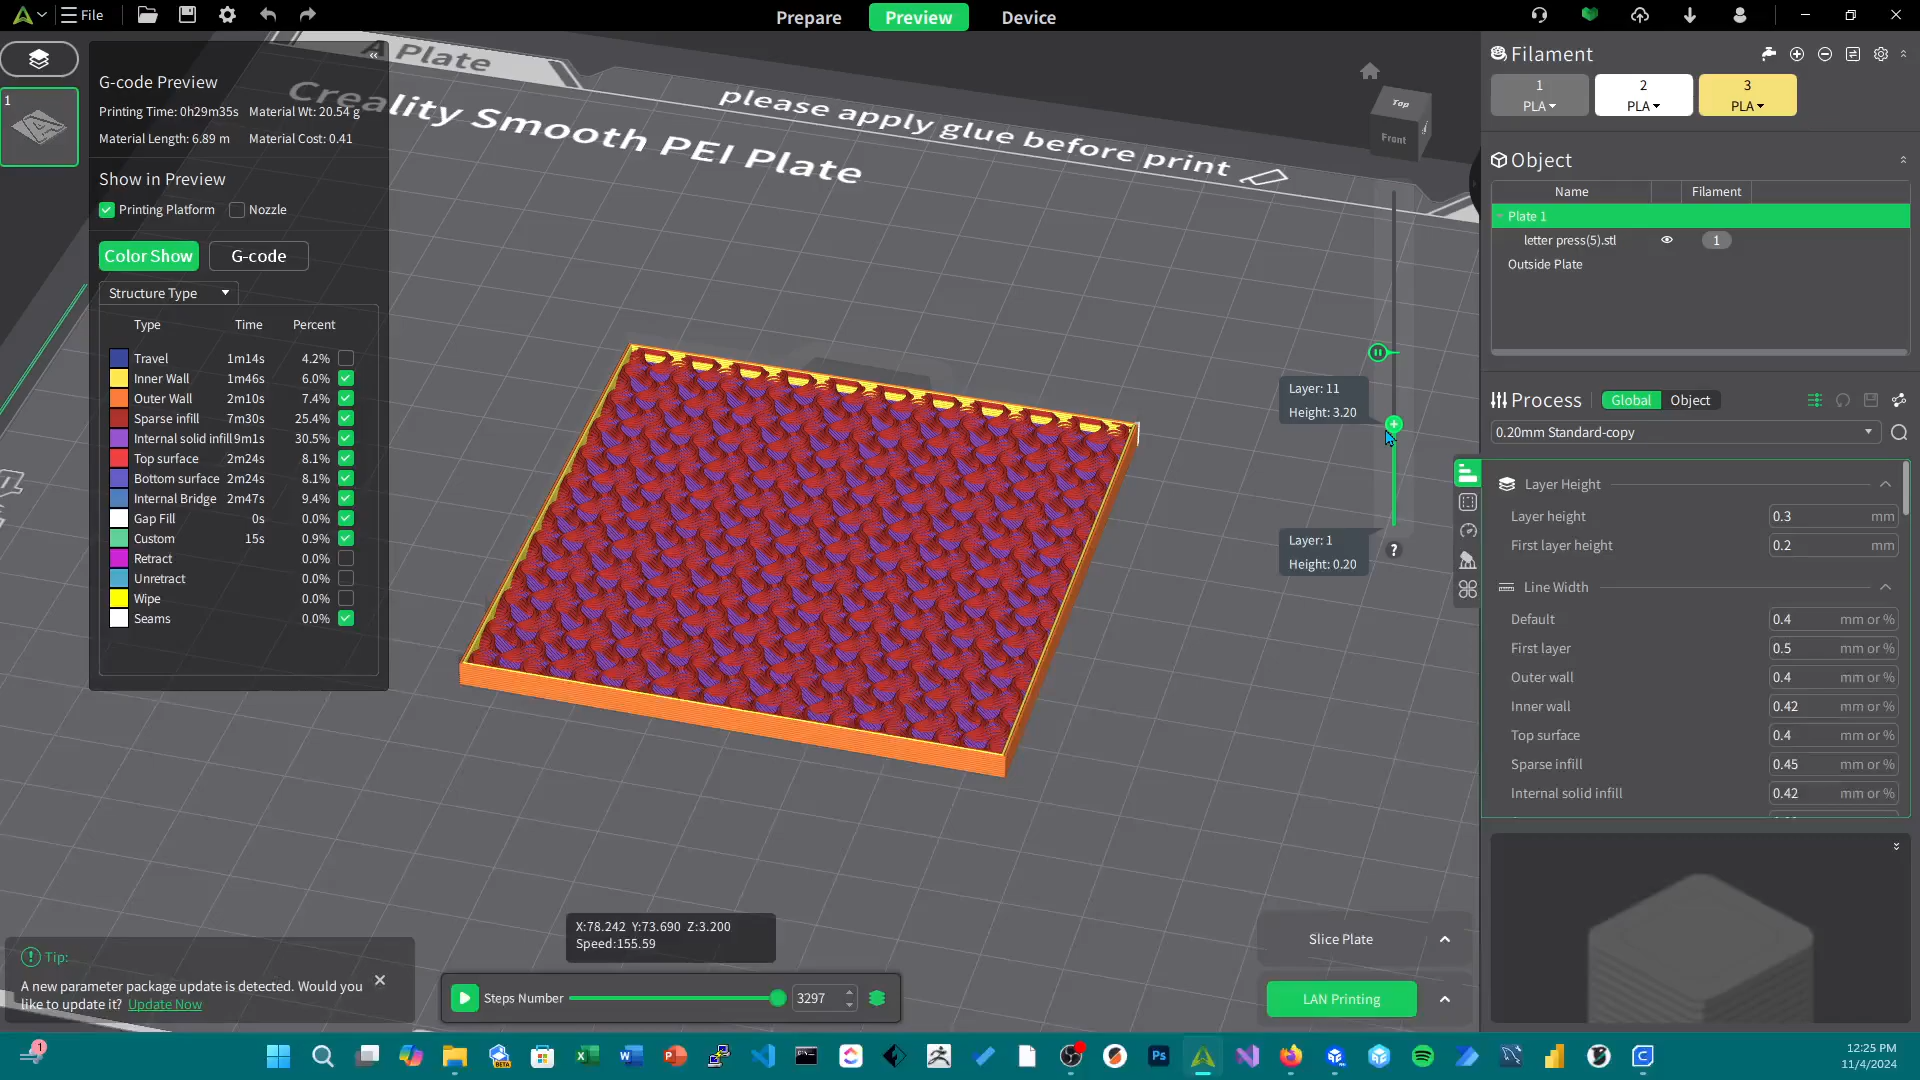 File
Prepare
Preview
Device
A Plate
Creality Smooth PEI Plate
please apply glue before print
Top
Front
1
G-code Preview
Printing Time: 0h29m35s Material Wt: 20.54 g
Material Length: 6.89 m Material Cost: 0.41
Show in Preview
Printing Platform Nozzle
Color Show G-code
Structure Type
Type Time Percent
Travel 1m14s 4.2%
Inner Wall 1m46s 6.0%
Outer Wall 2m10s 7.4%
Sparse infill 7m30s 25.4%
Internal solid infill 9m1s 30.5%
Top surface 2m24s 8.1%
Bottom surface 2m24s 8.1%
Internal Bridge 2m47s 9.4%
Gap Fill 0s 0.0%
Custom 15s 0.9%
Retract 0.0%
Unretract 0.0%
Wipe 0.0%
Seams 0.0%
Layer: 11
Height: 3.20
Layer: 1
Height: 0.20
?
X:78.242 Y:73.690 Z:3.200
Speed:155.59
Steps Number 3297
Slice Plate
LAN Printing
Tip:
A new parameter package update is detected. Would you
like to update it? Update Now
Filament
1 2 3
PLA PLA PLA
Object
Name Filament
Plate 1
letter press(5).stl 1
Outside Plate
Process Global Object
0.20mm Standard-copy
Layer Height
Layer height 0.3 mm
First layer height 0.2 mm
Line Width
Default 0.4 mm or %
First layer 0.5 mm or %
Outer wall 0.4 mm or %
Inner wall 0.42 mm or %
Top surface 0.4 mm or %
Sparse infill 0.45 mm or %
Internal solid infill 0.42 mm or %
1
BETA
Ps
12:25 PM
11/4/2024